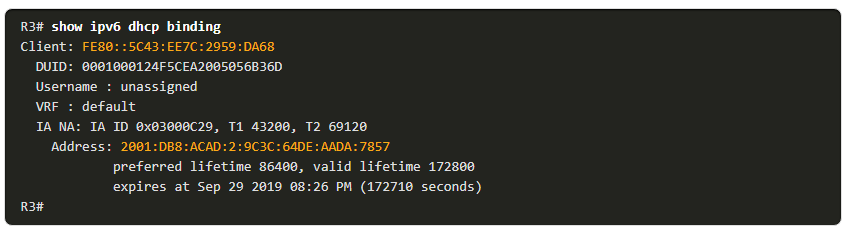 R3# show ipv6 dhcp binding
Client: FE80::5C43:EE7C:2959:DA68
DUID: 0001000124F5CEA2005056B36D
Username : unassigned
VRF : default
IA NA: IA ID 0x03000C29, T1 43200, T2 69120
Address: 2001:DB8:ACAD:2:9C3C:64DE:AADA:7857
preferred lifetime 86400, valid lifetime 172800
expires at Sep 29 2019 08:26 PM (172710 seconds)
R3#